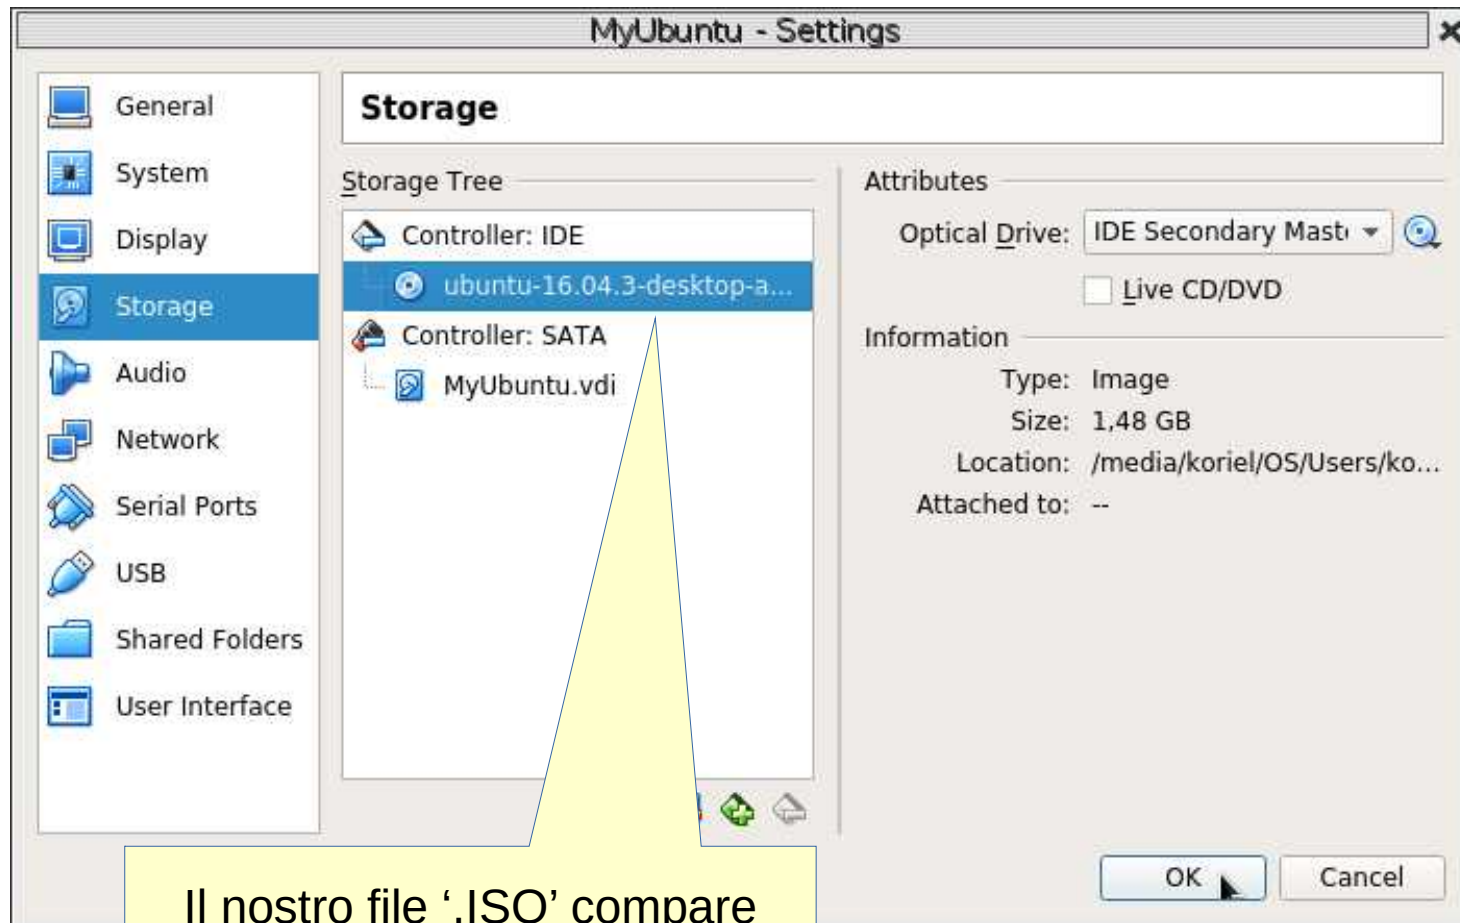 MyUbuntu - Settings
General
System
Display
Storage
Audio
Network
Serial Ports
USB
Shared Folders
User Interface
Storage
Storage Tree
Controller: IDE
ubuntu-16.04.3-desktop-a...
Controller: SATA
MyUbuntu.vdi
Attributes
Optical Drive: IDE Secondary Mast
Live CD/DVD
Information
Type: Image
Size: 1,48 GB
Location: /media/koriel/OS/Users/ko...
Attached to: --
OK
Cancel
Il nostro file ‘.ISO’ compare